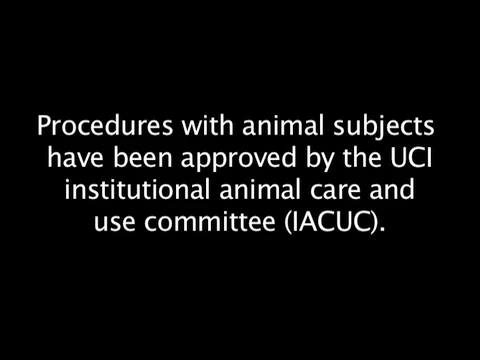 Procedures with animal subjects
have been approved by the UCI
institutional animal care and
use committee (IACUC).